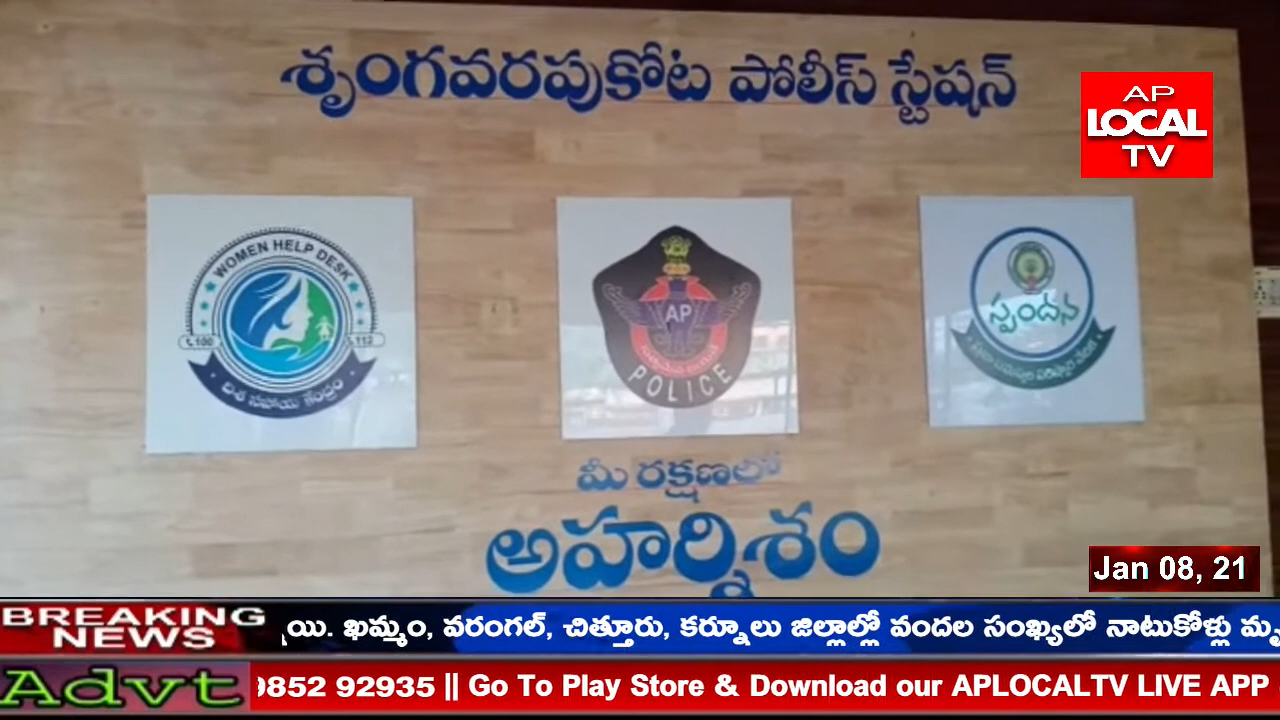 శృంగవరపుకోట పోలీస్ స్టేషన్
AP
LOCAL
TV
WOMEN HELP DESK
100
112
దిశ సహాయ కేంద్రం
AP
POLICE
స్పందన
మీ రక్షణలో
అహర్నిశం
Jan 08, 21
BREAKING
NEWS
యి. ఖమ్మం, వరంగల్, చిత్తూరు, కర్నూలు జిల్లాల్లో వందల సంఖ్యలో నాటుకోళ్లు మృ
Advt
9852 92935 || Go To Play Store & Download our APLOCALTV LIVE APP